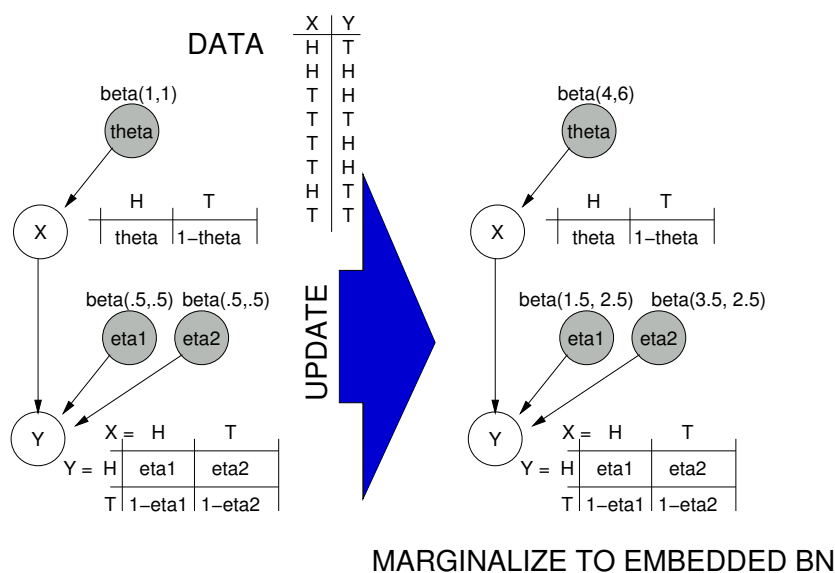 DATA
X Y
H T
H H
T H
T T
T H
T H
H T
T T
UPDATE
beta(1,1)
theta
X
H T
theta 1−theta
beta(.5,.5) beta(.5,.5)
eta1 eta2
Y
X = H T
Y = H eta1 eta2
T 1−eta1 1−eta2
beta(4,6)
theta
X
H T
theta 1−theta
beta(1.5, 2.5) beta(3.5, 2.5)
eta1 eta2
Y
X = H T
Y = H eta1 eta2
T 1−eta1 1−eta2
MARGINALIZE TO EMBEDDED BN